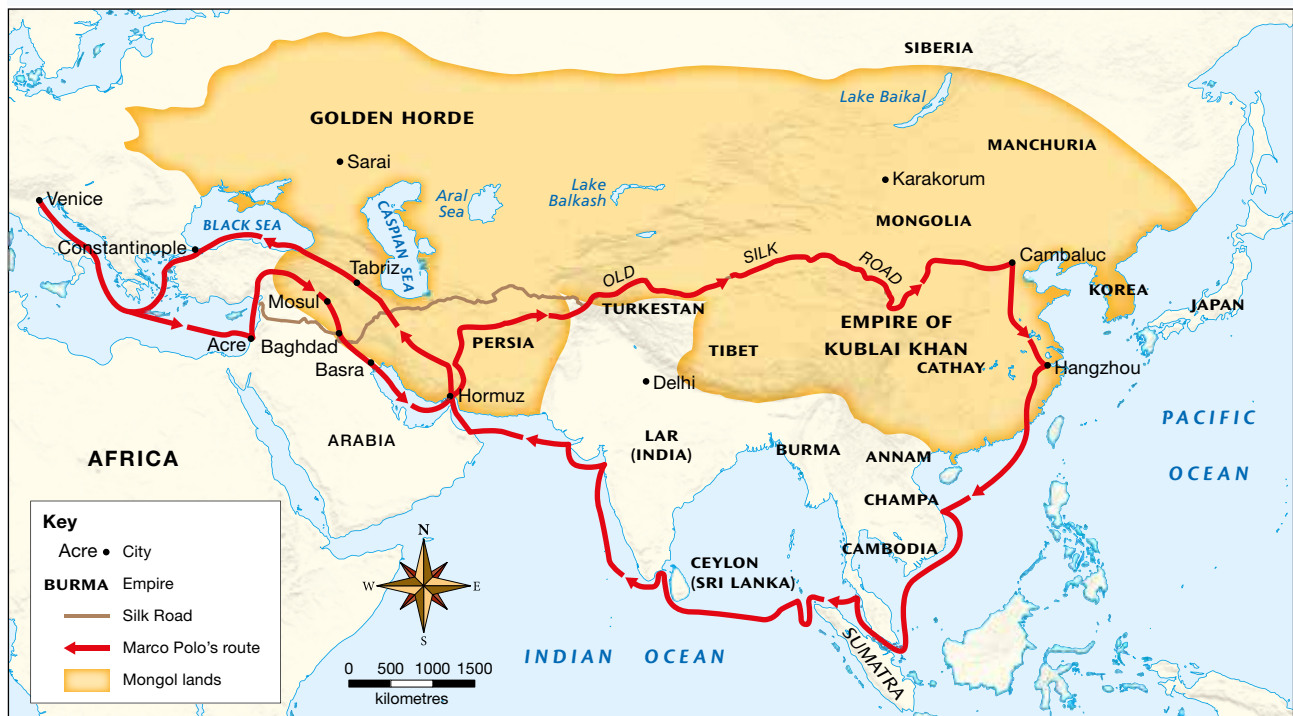 SIBERIA
Lake Baikal
GOLDEN HORDE
MANCHURIA
Sarai
Karakorum
Venice
Aral
Sea
Lake
Balkash
CASPIAN SEA
MONGOLIA
BLACK SEA
Constantinople
Tabriz
OLD
SILK
ROAD
Cambaluc
Mosul
TURKESTAN
KOREA
JAPAN
Acre
Baghdad
PERSIA
EMPIRE OF
KUBLAI KHAN
TIBET
CATHAY
Basra
Hangzhou
Delhi
Hormuz
PACIFIC
OCEAN
ARABIA
LAR
(INDIA)
BURMA
ANNAM
AFRICA
CHAMPA
CAMBODIA
CEYLON
(SRI LANKA)
SUMATRA
INDIAN OCEAN
Key
Acre City
BURMA Empire
Silk Road
Marco Polo's route
Mongol lands
N
W E
S
0 500 1000 1500
kilometres